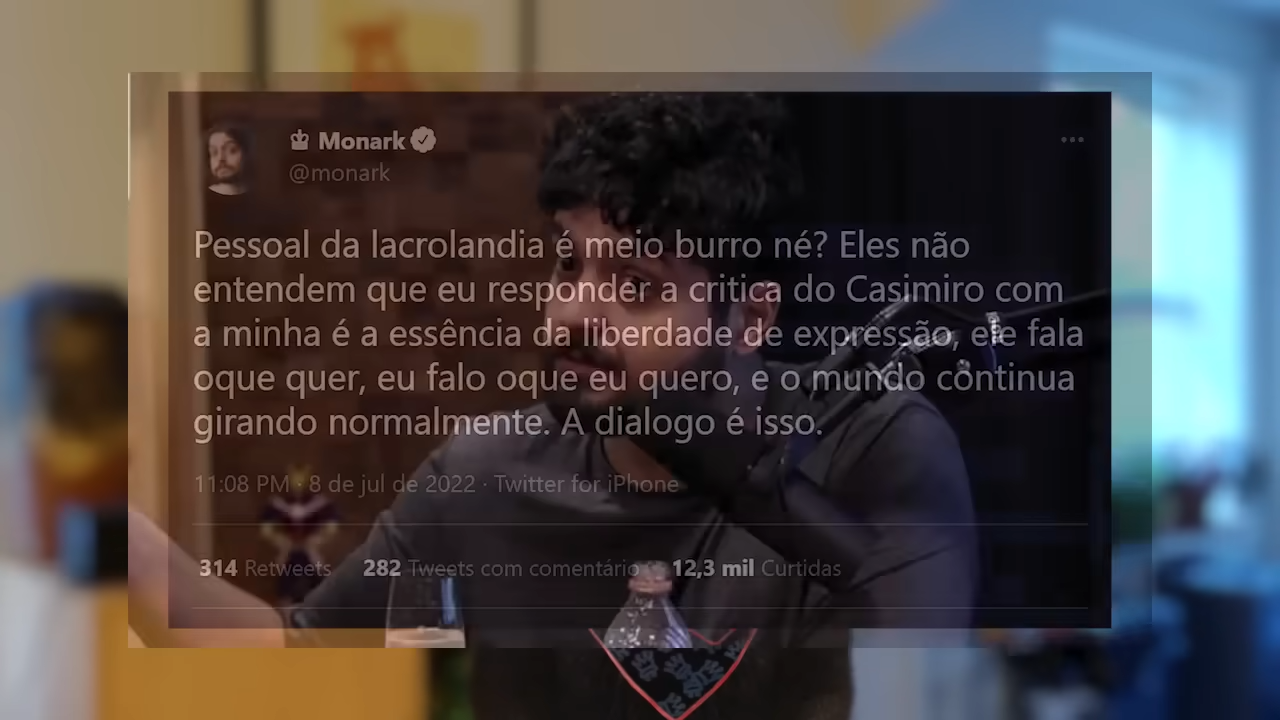 Monark
@monark
Pessoal da lacrolandia é meio burro né? Eles não
entendem que eu responder a critica do Casimiro com
a minha é a essência da liberdade de expressão, ele fala
oque quer, eu falo oque eu quero, e o mundo continua
girando normalmente. A dialogo é isso.
11:08 PM · 8 de jul de 2022 · Twitter for iPhone
314 Retweets 282 Tweets com comentário 12,3 mil Curtidas